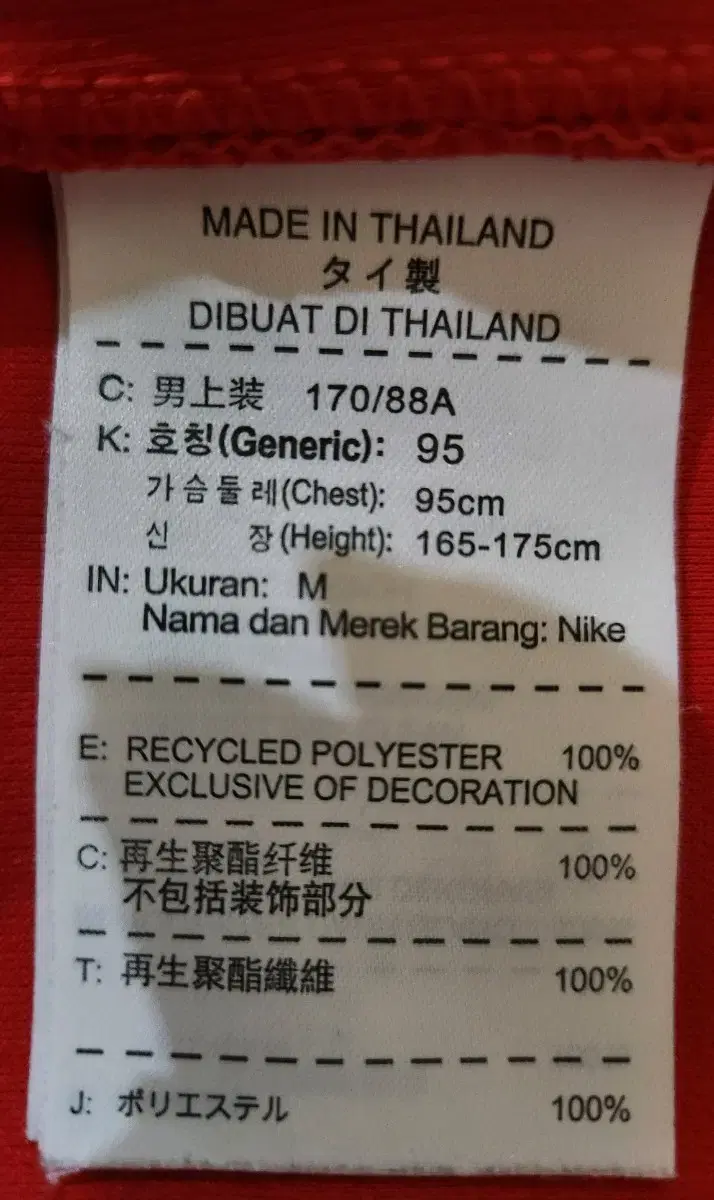 MADE IN THAILAND
タイ製
DIBUAT DI THAILAND
C: 男上装 170/88A
K: 호칭(Generic): 95
가슴둘레(Chest): 95cm
신 장(Height): 165-175cm
IN: Ukuran: M
Nama dan Merek Barang: Nike
E: RECYCLED POLYESTER 100%
EXCLUSIVE OF DECORATION
C: 再生聚酯纤维 100%
不包括装饰部分
T: 再生聚酯纖維 100%
J: ポリエステル 100%